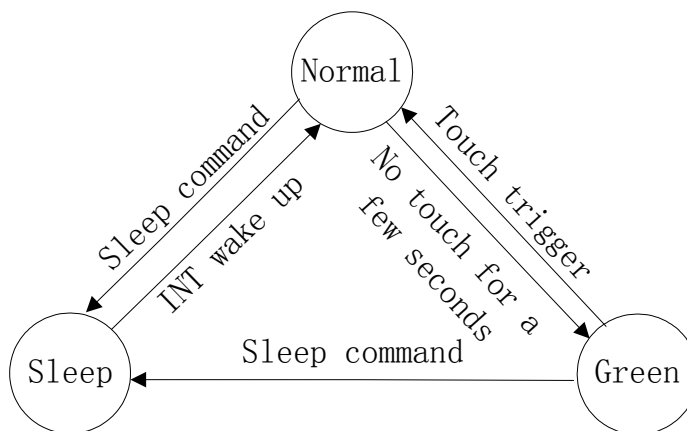 Normal
Sleep command
INT wake up
No touch for a
few seconds
Touch trigger
Sleep
Sleep command
Green